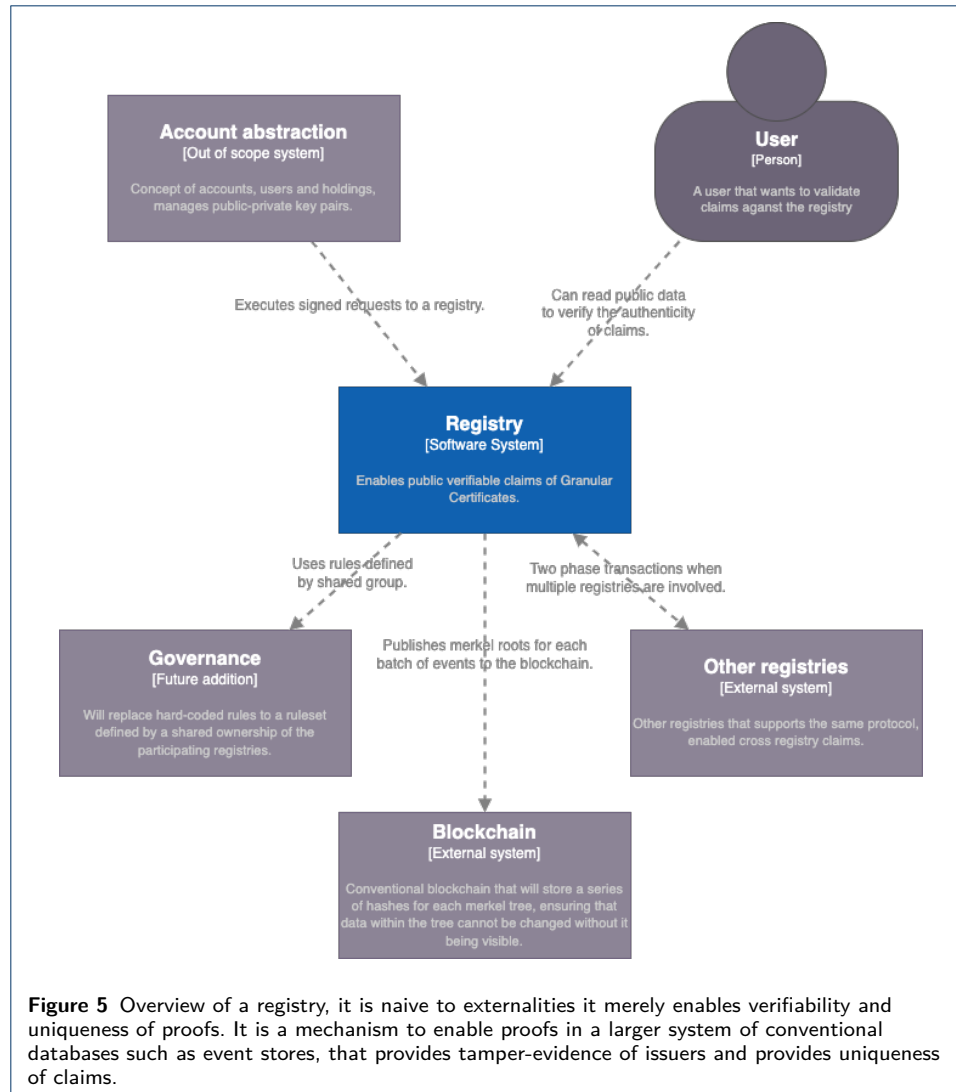 Account abstraction
[Out of scope system]
Concept of accounts, users and holdings,
manages public-private key pairs.
User
[Person]
A user that wants to validate
claims aganst the registry
Executes signed requests to a registry.
Can read public data
to verify the authenticity
of claims.
Registry
[Software System]
Enables public verifiable claims of Granular
Certificates.
Uses rules defined
by shared group.
Two phase transactions when
multiple registries are involved.
Publishes merkel roots for each
batch of events to the blockchain.
Governance
[Future addition]
Will replace hard-coded rules to a ruleset
defined by a shared ownership of the
participating registries.
Other registries
[External system]
Other registries that supports the same protocol,
enabled cross registry claims.
Blockchain
[External system]
Conventional blockchain that will store a series
of hashes for each merkel tree, ensuring that
data within the tree cannot be changed without it
being visible.
Figure 5 Overview of a registry, it is naive to externalities it merely enables verifiability and
uniqueness of proofs. It is a mechanism to enable proofs in a larger system of conventional
databases such as event stores, that provides tamper-evidence of issuers and provides uniqueness
of claims.